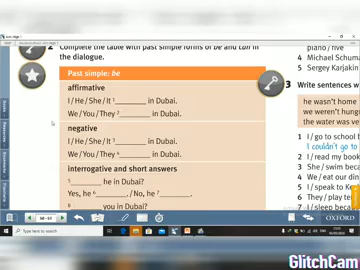 2 Complete the table with past simple forms of be and can in
the dialogue.
Past simple: be
affirmative
I / He / She / It 1________ in Dubai.
We / You / They 2________ in Dubai.
negative
I / He / She / It 3________ in Dubai.
We / You / They 4________ in Dubai.
interrogative and short answers
5________ he in Dubai?
Yes, he 6________. / No, he 7________.
8________ you in Dubai?
piano / five
4 Michael Schum
5 Sergey Karjakin
3 Write sentences w
he wasn't home
we weren't hung
the water was ve
1 I / go to school b
I couldn't go to
2 I / read my book
3 She / swim beca
4 We / eat our din
5 I / speak to Ke
6 They / play te
7 I / sleep beca
50 - 51
OXFORD
Type here to search
GlitchCam